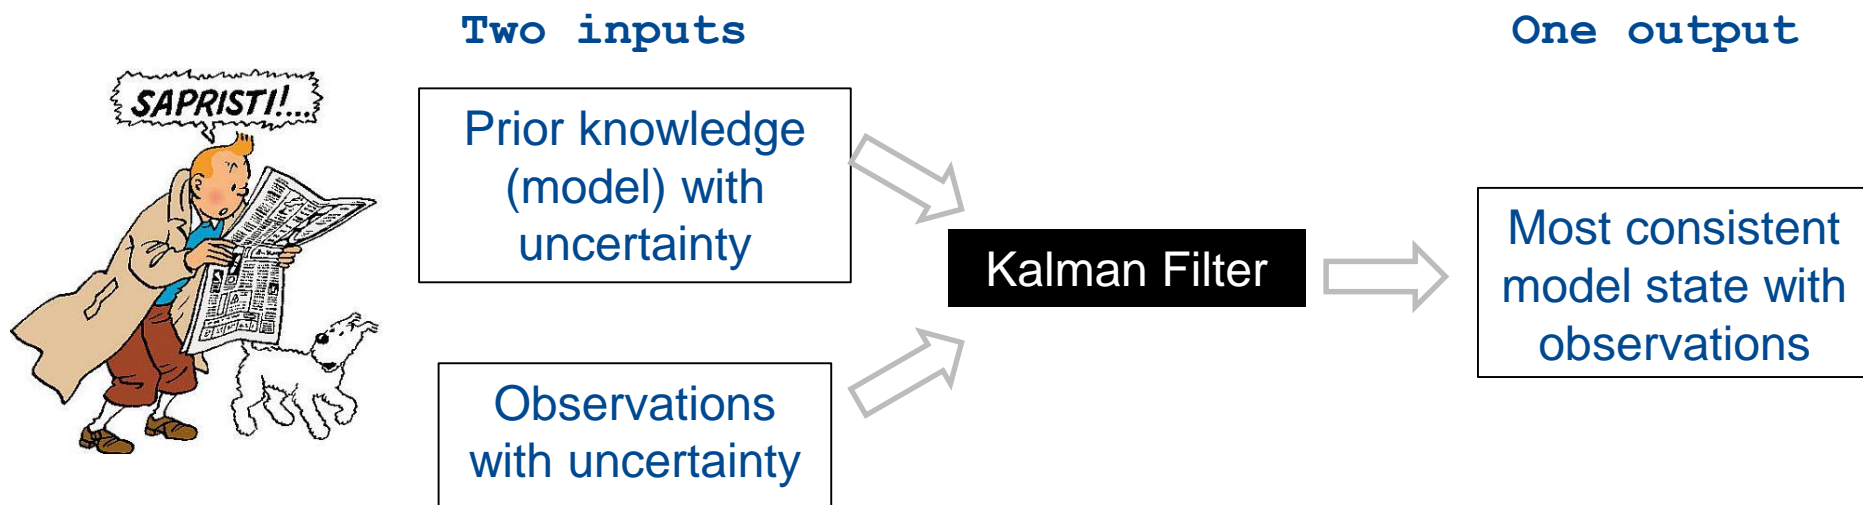 Two inputs
One output
SAPRISTI!...
Prior knowledge
(model) with
uncertainty
Observations
with uncertainty
Kalman Filter
Most consistent
model state with
observations